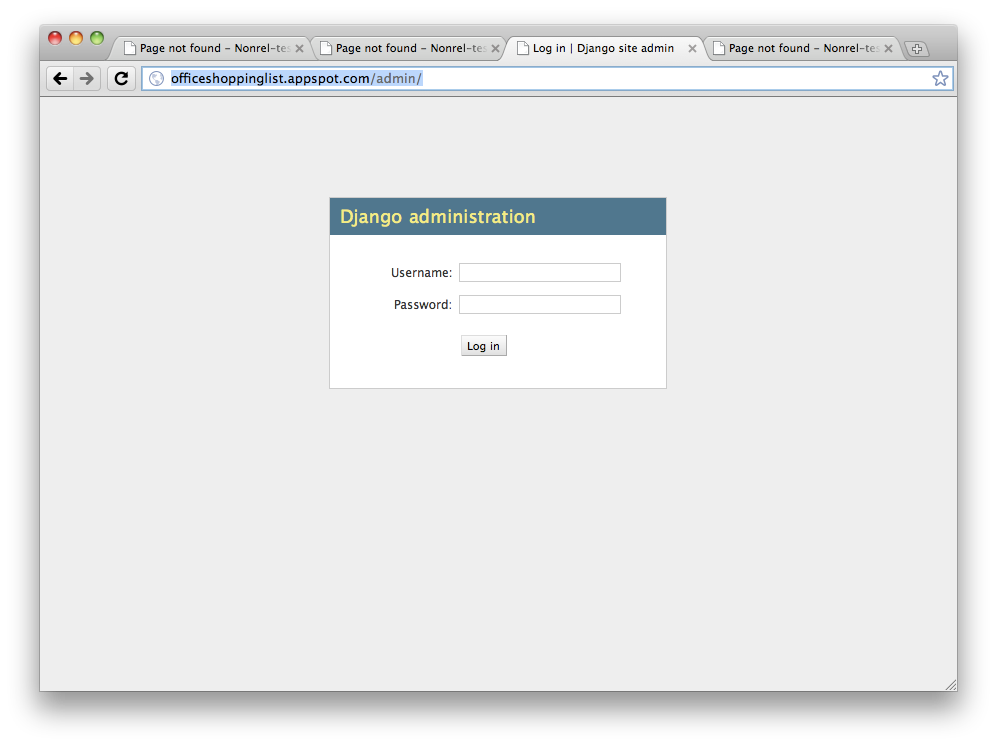 Page not found – Nonrel-tes
Page not found – Nonrel-tes
Log in | Django site admin
Page not found – Nonrel-tes
officeshoppinglist.appspot.com/admin/
Django administration
Username:
Password:
Log in